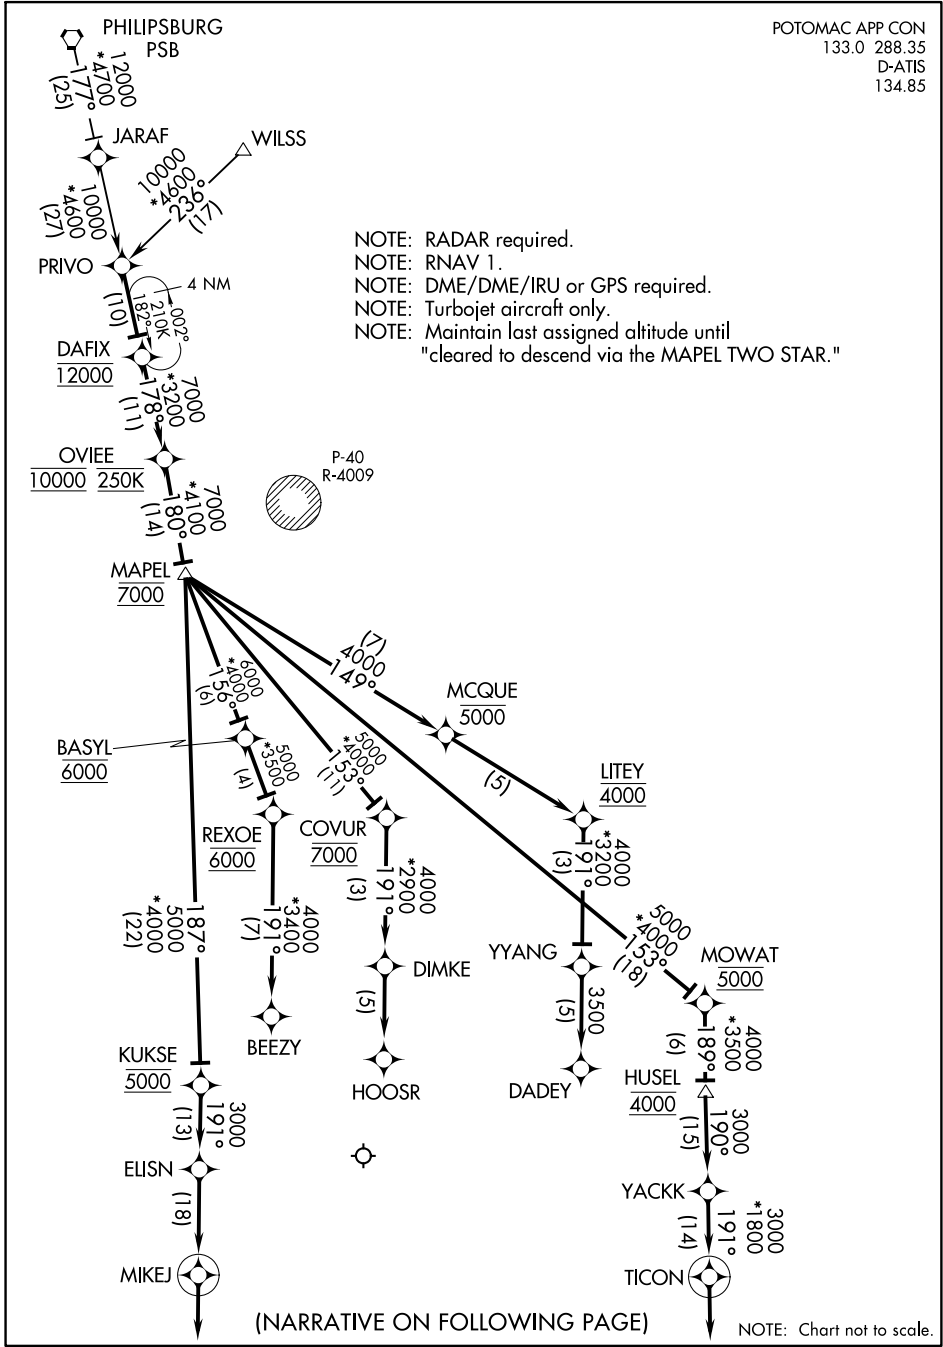 PHILIPSBURG
PSB
POTOMAC APP CON
133.0 288.35
D-ATIS
134.85
12000
*4700
177°
(25)
JARAF
WILSS
10000
*4600
236°
(17)
10000
*4600
(27)
PRIVO
NOTE: RADAR required.
NOTE: RNAV 1.
NOTE: DME/DME/IRU or GPS required.
NOTE: Turbojet aircraft only.
NOTE: Maintain last assigned altitude until
"cleared to descend via the MAPEL TWO STAR."
4 NM
(10)
182°
210K
002°
DAFIX
12000
7000
*3200
178°
(11)
OVIEE
10000 250K
P-40
R-4009
7000
*4100
180°
(14)
MAPEL
7000
(7)
4000
149°
6000
*4000
156°
(6)
MCQUE
5000
BASYL
6000
5000
*3500
(4)
5000
*4000
153°
(11)
(5)
LITEY
4000
REXOE
6000
COVUR
7000
4000
*3200
191°
(3)
5000
*4000
187°
(22)
4000
*3400
191°
(7)
4000
*2900
191°
(3)
5000
*4000
153°
(18)
YYANG
DIMKE
MOWAT
5000
(5)
3500
(5)
4000
*3500
189°
(6)
BEEZY
KUKSE
5000
HOOSR
DADEY
HUSEL
4000
3000
191°
(13)
3000
190°
(15)
ELISN
YACKK
(18)
3000
*1800
191°
(14)
MIKEJ
TICON
(NARRATIVE ON FOLLOWING PAGE)
NOTE: Chart not to scale.